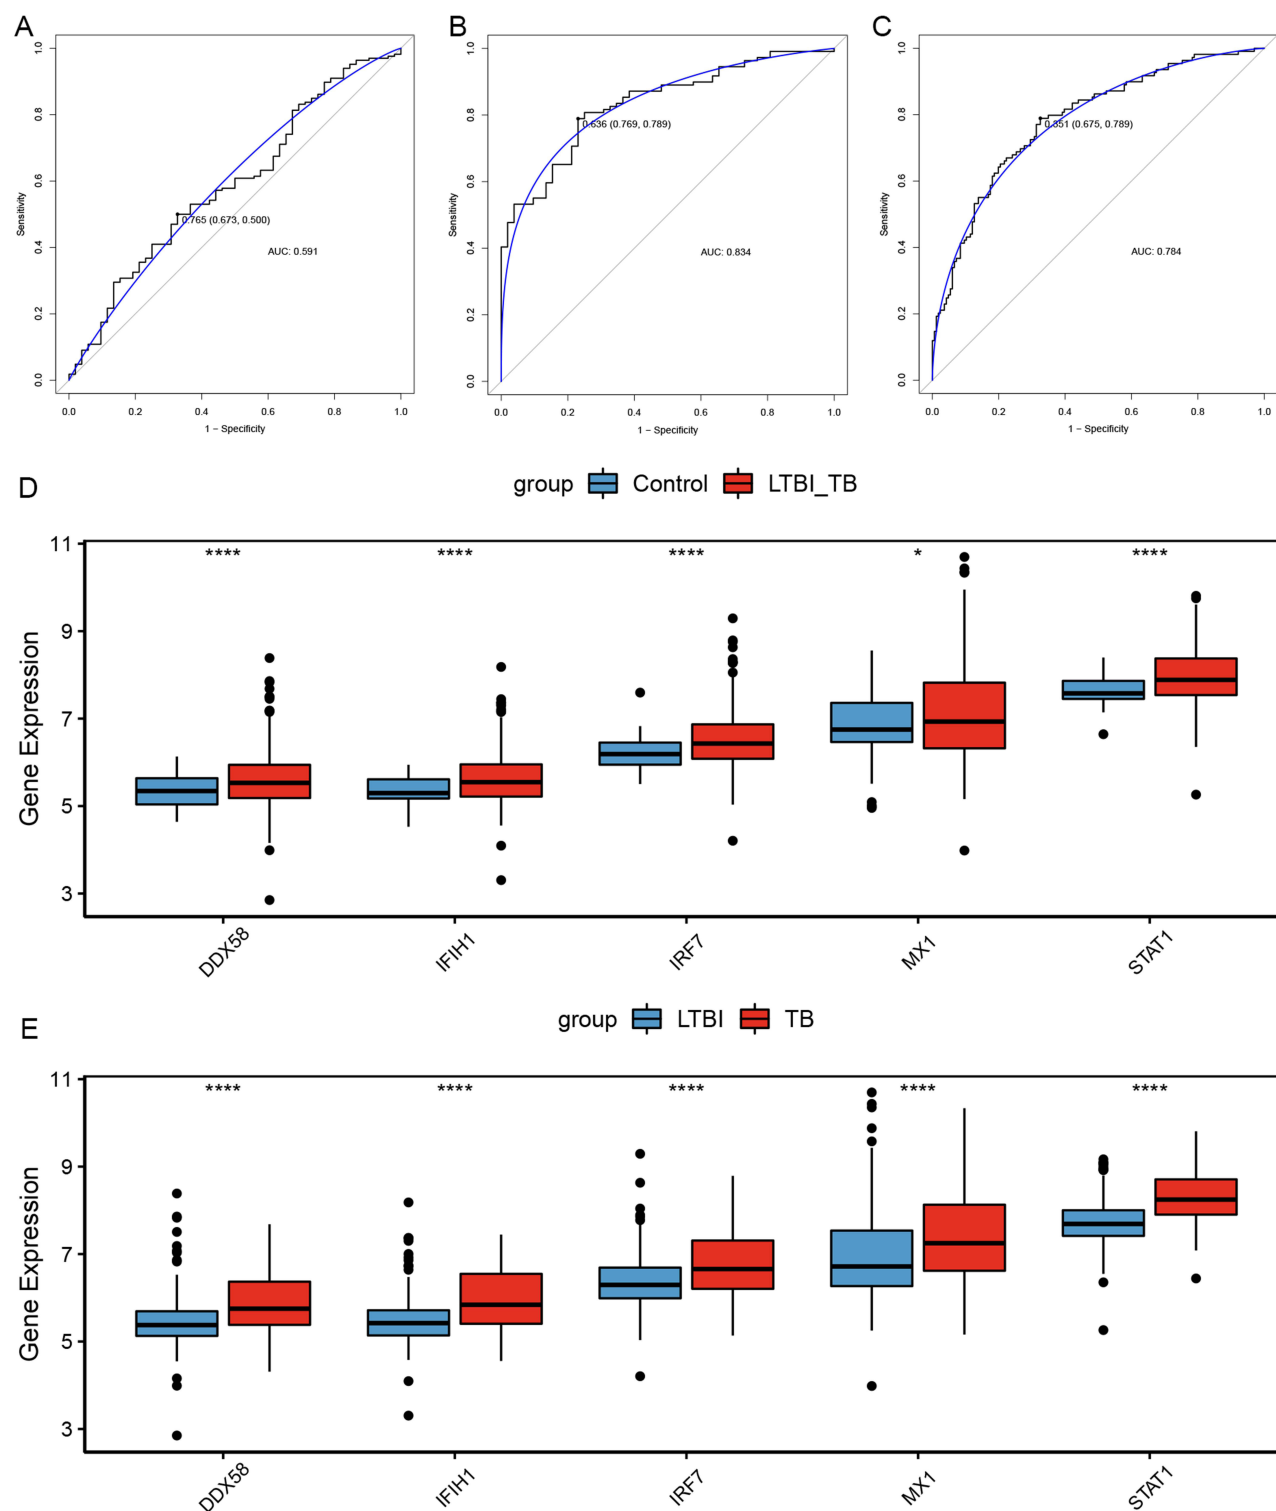 A
B
C
1.0
0.8
0.6
0.4
0.2
0.0
Sensitivity
0.765 (0.673, 0.500)
AUC: 0.591
0.0 0.2 0.4 0.6 0.8 1.0
1 − Specificity
1.0
0.8
0.6
0.4
0.2
0.0
Sensitivity
0.636 (0.769, 0.789)
AUC: 0.834
0.0 0.2 0.4 0.6 0.8 1.0
1 − Specificity
1.0
0.8
0.6
0.4
0.2
0.0
Sensitivity
0.351 (0.675, 0.789)
AUC: 0.784
0.0 0.2 0.4 0.6 0.8 1.0
1 − Specificity
D
group Control LTBI_TB
**** **** **** * ****
11
9
7
5
3
Gene Expression
DDX58 IFIH1 IRF7 MX1 STAT1
E
group LTBI TB
**** **** **** **** ****
11
9
7
5
3
Gene Expression
DDX58 IFIH1 IRF7 MX1 STAT1